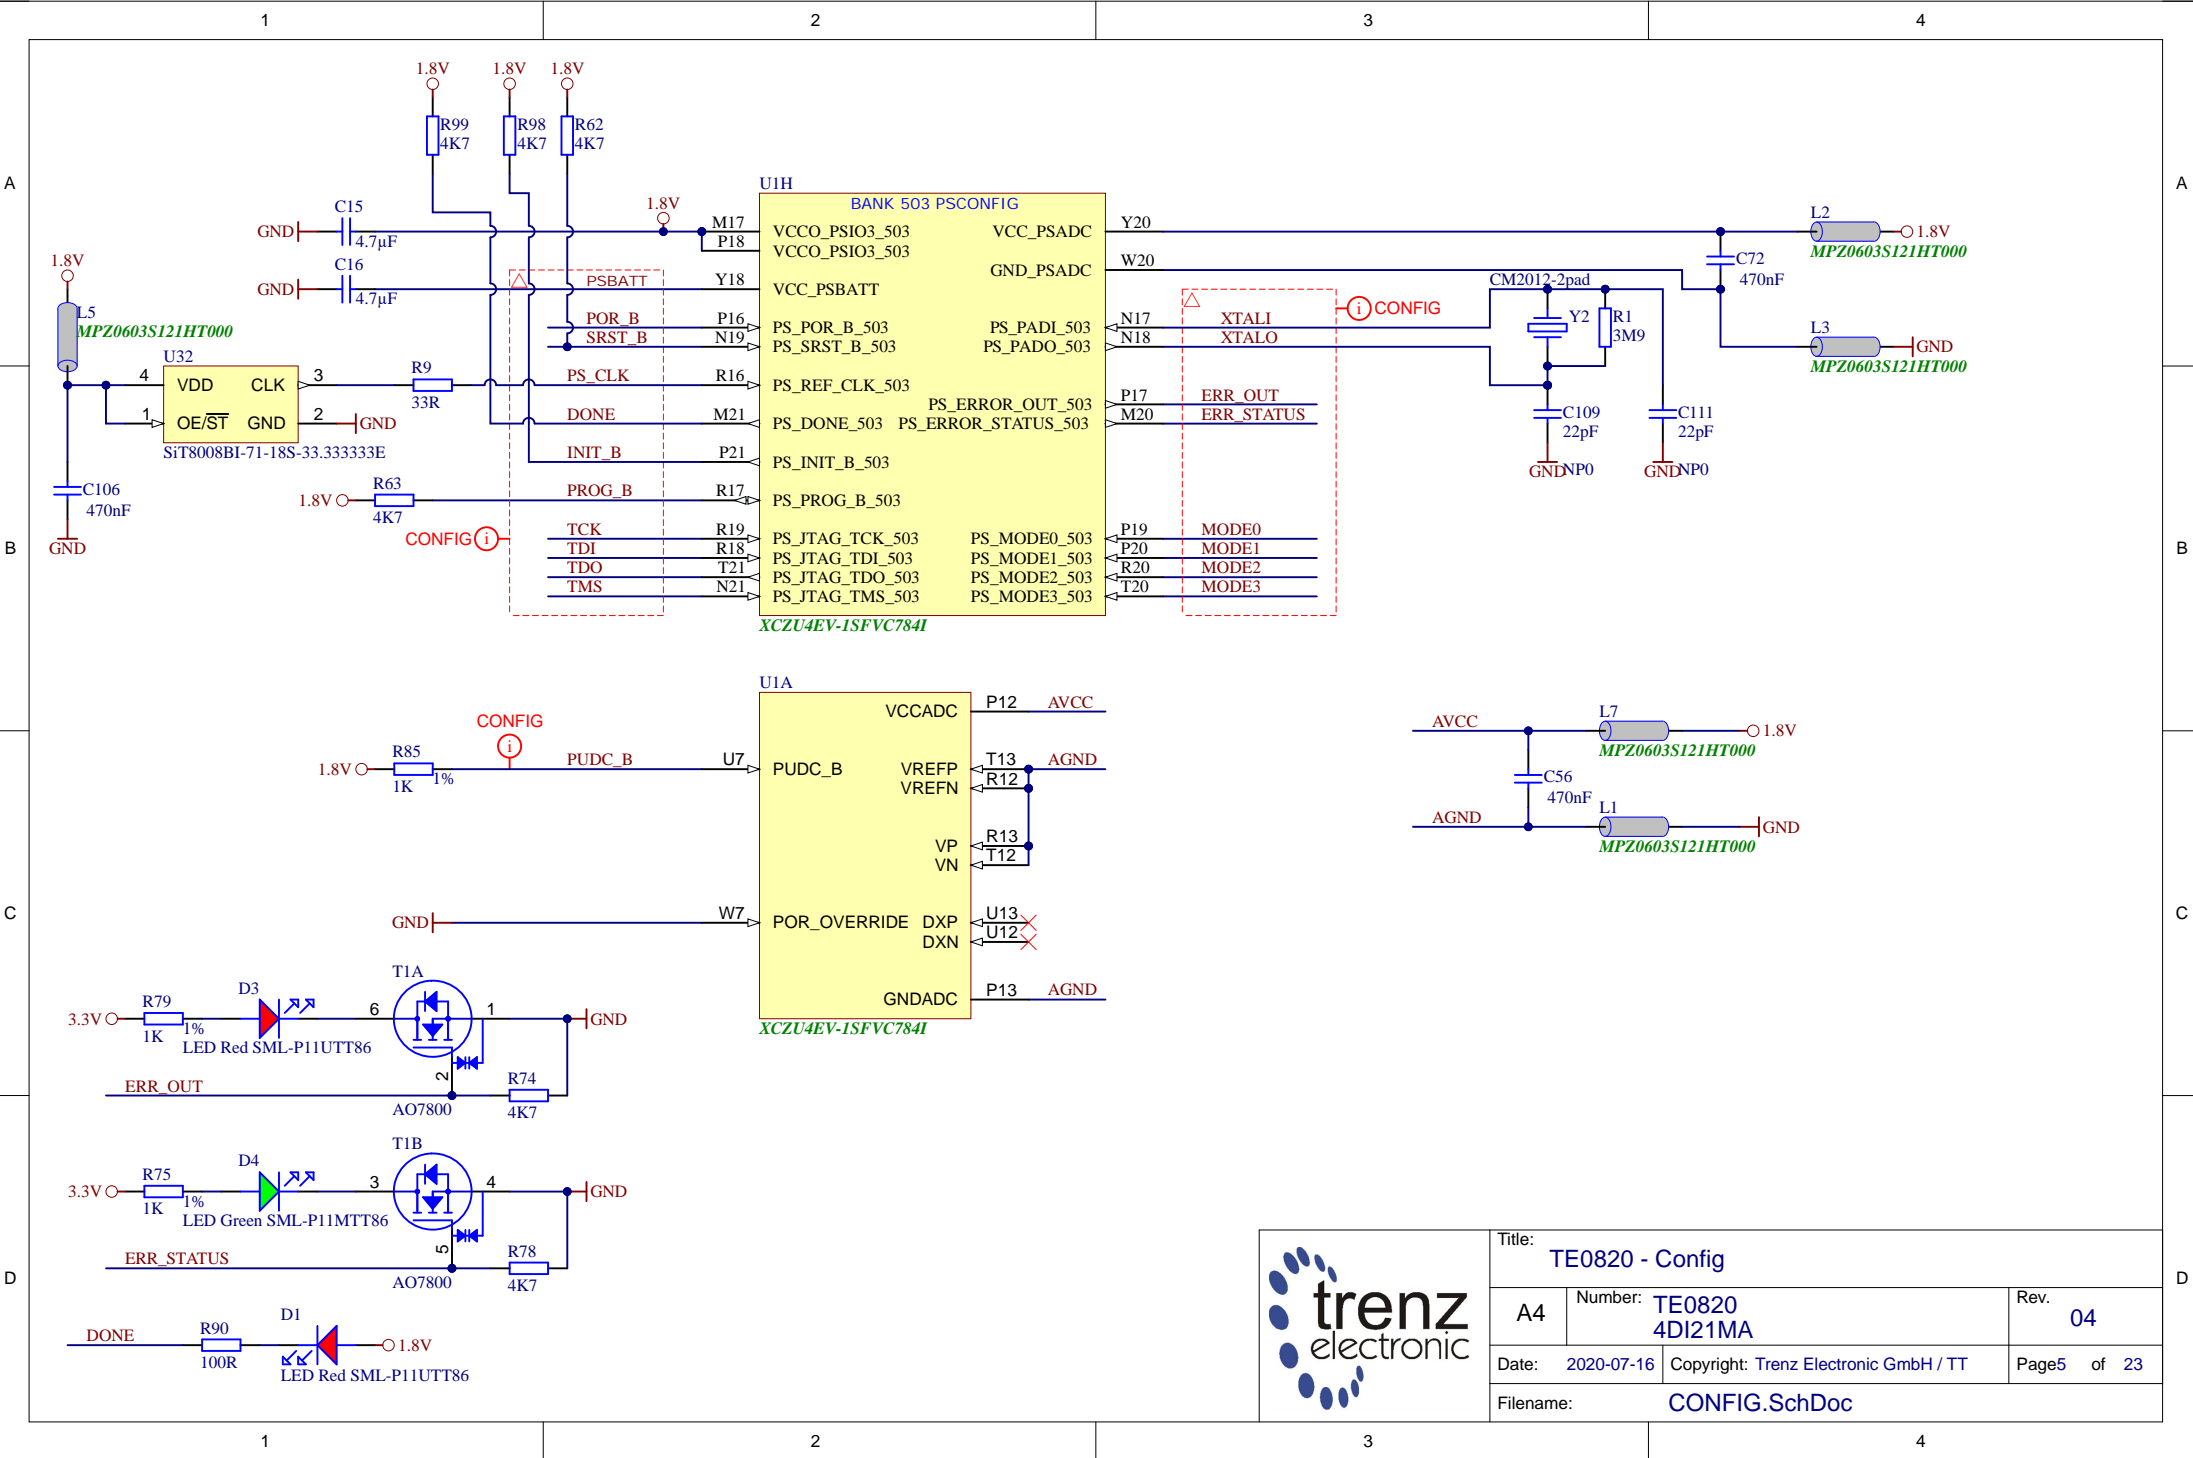 1 2 3 4
A A
B B
C C
D D
1 2 3 4
1.8V 1.8V 1.8V
R99 4K7
R98 4K7
R62 4K7
GND C15 4.7µF 1.8V
GND C16 4.7µF
1.8V
L5
MPZ0603S121HT000
U32
4 VDD CLK 3
1 OE/ST GND 2 GND
SiT8008BI-71-18S-33.333333E
C106
470nF
GND
R9
33R
1.8V R63
4K7
CONFIG i
PSBATT
POR_B
SRST_B
PS_CLK
DONE
INIT_B
PROG_B
TCK
TDI
TDO
TMS
U1H
BANK 503 PSCONFIG
M17 VCCO_PSIO3_503
P18 VCCO_PSIO3_503
Y18 VCC_PSBATT
P16 PS_POR_B_503
N19 PS_SRST_B_503
R16 PS_REF_CLK_503
M21 PS_DONE_503
P21 PS_INIT_B_503
R17 PS_PROG_B_503
R19 PS_JTAG_TCK_503
R18 PS_JTAG_TDI_503
T21 PS_JTAG_TDO_503
N21 PS_JTAG_TMS_503
VCC_PSADC Y20
GND_PSADC W20
PS_PADI_503 N17 XTALI
PS_PADO_503 N18 XTALO
PS_ERROR_OUT_503 P17 ERR_OUT
PS_ERROR_STATUS_503 M20 ERR_STATUS
PS_MODE0_503 P19 MODE0
PS_MODE1_503 P20 MODE1
PS_MODE2_503 R20 MODE2
PS_MODE3_503 T20 MODE3
XCZU4EV-1SFVC784I
i CONFIG
CM2012-2pad
Y2
R1
3M9
C109
22pF
GND NP0
C111
22pF
GND NP0
C72
470nF
L2 1.8V
MPZ0603S121HT000
L3 GND
MPZ0603S121HT000
U1A
CONFIG
i
1.8V R85 PUDC_B U7 PUDC_B
1K 1%
GND W7 POR_OVERRIDE
VCCADC P12 AVCC
VREFP T13 AGND
VREFN R12
VP R13
VN T12
DXP U13
DXN U12
GNDADC P13 AGND
XCZU4EV-1SFVC784I
AVCC L7 1.8V
MPZ0603S121HT000
C56
470nF
AGND L1 GND
MPZ0603S121HT000
3.3V R79 D3 6 T1A 1 GND
1K 1%
LED Red SML-P11UTT86
2
ERR_OUT
AO7800
R74
4K7
3.3V R75 D4 3 T1B 4 GND
1K 1%
LED Green SML-P11MTT86
5
ERR_STATUS
AO7800
R78
4K7
DONE R90 D1 1.8V
100R
LED Red SML-P11UTT86
trenz
electronic
Title:
TE0820 - Config
A4
Number: TE0820
4DI21MA
Rev.
04
Date: 2020-07-16
Copyright: Trenz Electronic GmbH / TT
Page5 of 23
Filename: CONFIG.SchDoc